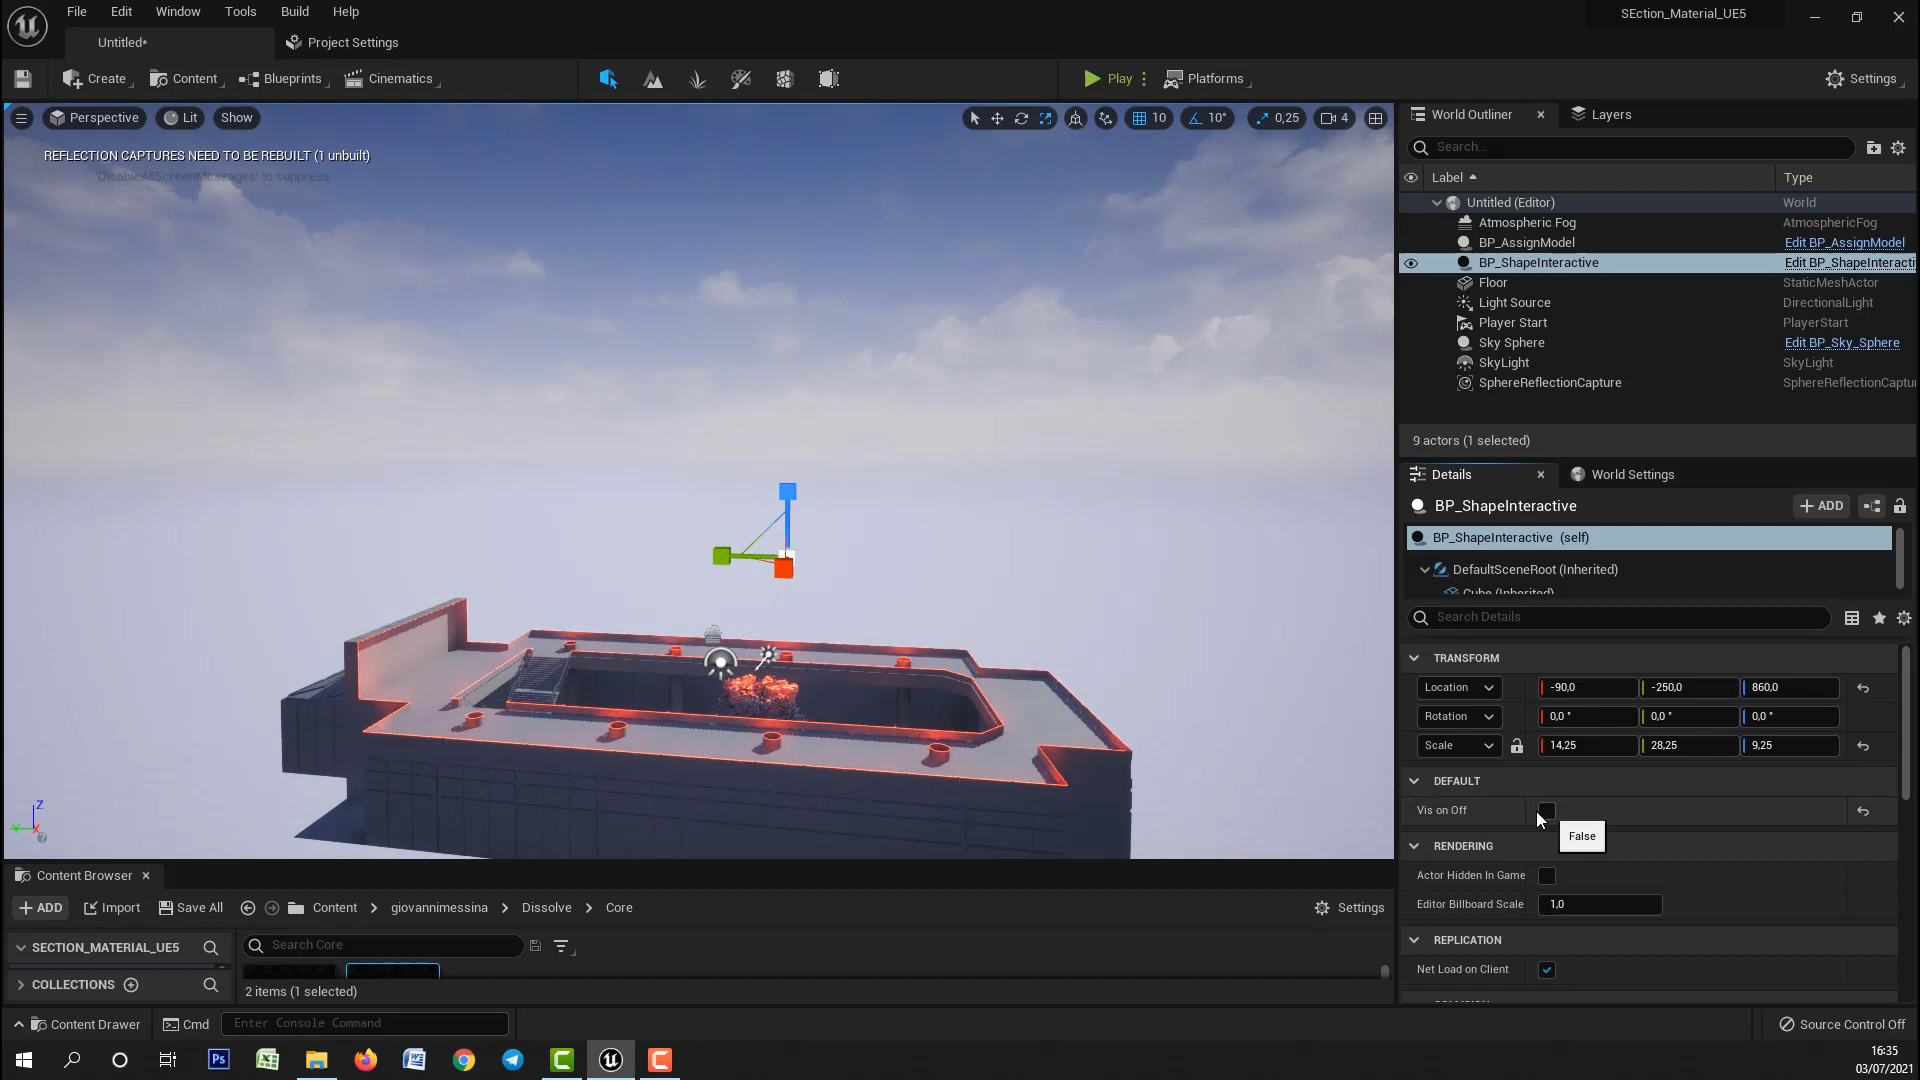 File Edit Window Tools Build Help
SEction_Material_UE5
Untitled*
Project Settings
Create Content Blueprints Cinematics
Play Platforms
Settings
Perspective Lit Show
10 10° 0,25 4
REFLECTION CAPTURES NEED TO BE REBUILT (1 unbuilt)
'DisableAllScreenMessages' to suppress
World Outliner
Layers
Search...
Label Type
Untitled (Editor) World
Atmospheric Fog AtmosphericFog
BP_AssignModel Edit BP_AssignModel
BP_ShapeInteractive Edit BP_ShapeInteracti
Floor StaticMeshActor
Light Source DirectionalLight
Player Start PlayerStart
Sky Sphere Edit BP_Sky_Sphere
SkyLight SkyLight
SphereReflectionCapture SphereReflectionCaptu
9 actors (1 selected)
Details
World Settings
BP_ShapeInteractive
ADD
BP_ShapeInteractive (self)
DefaultSceneRoot (Inherited)
Cube (Inherited)
Search Details
TRANSFORM
Location -90,0 -250,0 860,0
Rotation 0,0 ° 0,0 ° 0,0 °
Scale 14,25 28,25 9,25
DEFAULT
Vis on Off
False
RENDERING
Actor Hidden In Game
Editor Billboard Scale 1,0
REPLICATION
Net Load on Client
Z
Y
X
Content Browser
ADD Import Save All Content giovannimessina Dissolve Core Settings
SECTION_MATERIAL_UE5
Search Core
COLLECTIONS
2 items (1 selected)
Content Drawer Cmd Enter Console Command
Source Control Off
Ps
16:35
03/07/2021